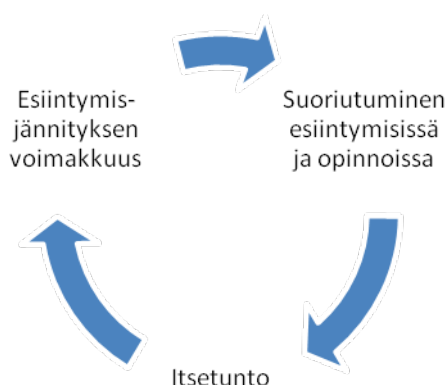 Esiintymis-
jännityksen
voimakkuus
Suoriutuminen
esiintymisissä
ja opinnoissa
Itsetunto